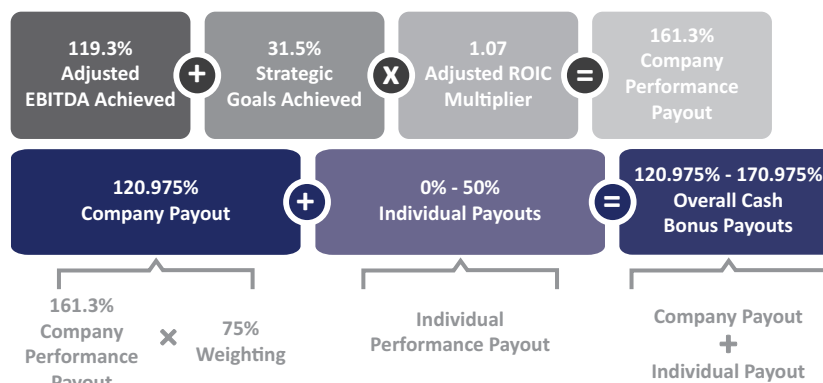 119.3%
Adjusted
EBITDA Achieved
+
31.5%
Strategic
Goals Achieved
x
1.07
Adjusted ROIC
Multiplier
=
161.3%
Company
Performance
Payout
120.975%
Company Payout
+
0% - 50%
Individual Payouts
=
120.975% - 170.975%
Overall Cash
Bonus Payouts
161.3%
Company
Performance
Payout
×
75%
Weighting
Individual
Performance Payout
Company Payout
+
Individual Payout